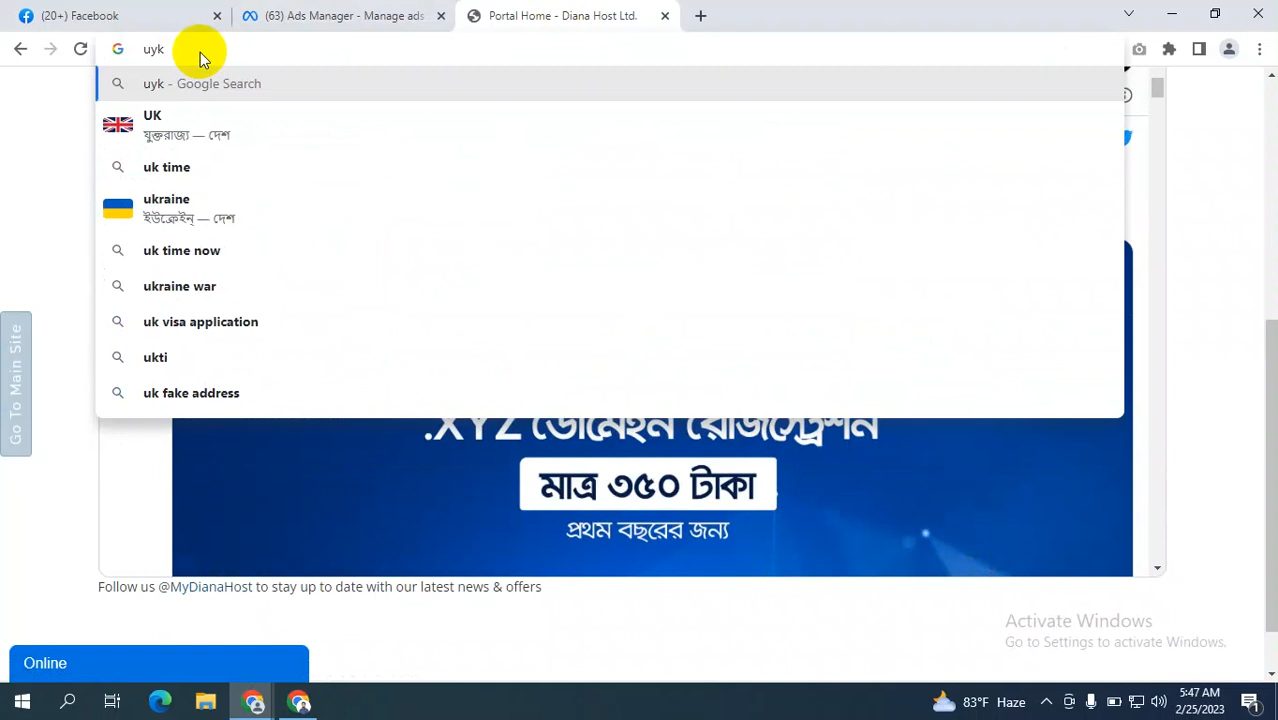 (20+) Facebook
(63) Ads Manager - Manage ads
Portal Home - Diana Host Ltd.
uyk
uyk - Google Search
UK
যুক্তরাজ্য — দেশ
uk time
ukraine
ইউক্রেইন্ — দেশ
uk time now
ukraine war
uk visa application
ukti
uk fake address
Go To Main Site
.XYZ ডোমেইন রেজিস্ট্রেশন
মাত্র ৩৫০ টাকা
প্রথম বছরের জন্য
Follow us @MyDianaHost to stay up to date with our latest news & offers
Activate Windows
Go to Settings to activate Windows.
Online
83°F Haze
5:47 AM
2/25/2023
1